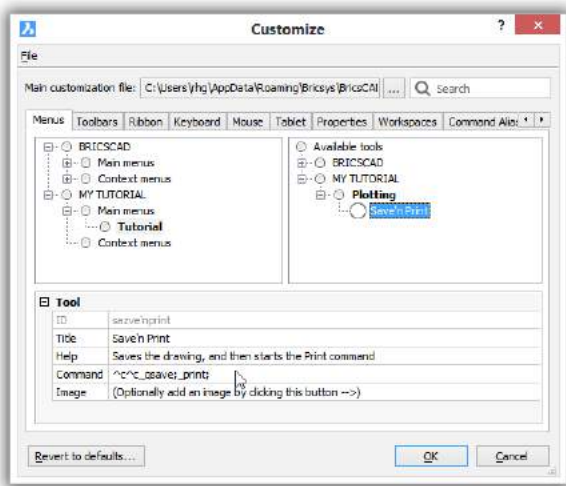 Customize
?
×
File
Main customization file: C:\Users\rhg\AppData\Roaming\Bricsys\BricsCAI ... Search
Menus Toolbars Ribbon Keyboard Mouse Tablet Properties Workspaces Command Alias
BRICSCAD
Main menus
Context menus
MY TUTORIAL
Main menus
Tutorial
Context menus
Available tools
BRICSCAD
MY TUTORIAL
Plotting
Save'n Print
Tool
ID sazve'nprint
Title Save'n Print
Help Saves the drawing, and then starts the Print command
Command ^c^c_qsave;_print;
Image (Optionally add an image by clicking this button -->)
Revert to defaults... OK Cancel